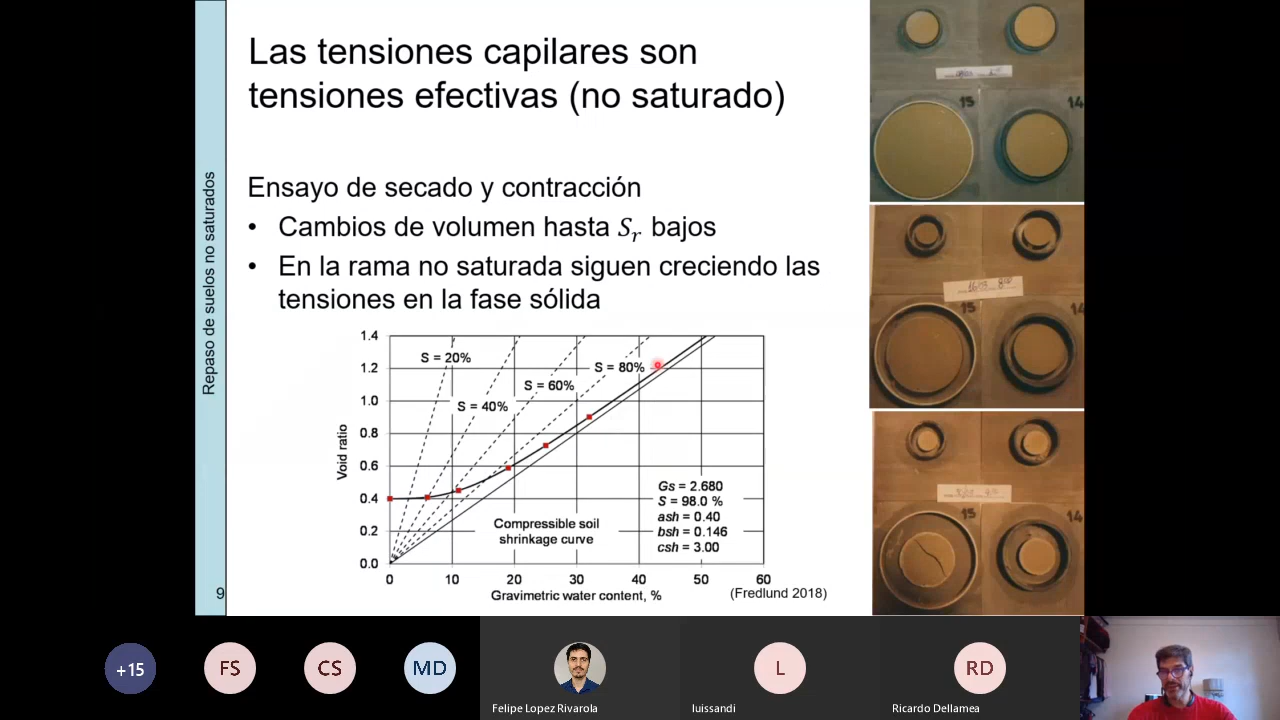 Las tensiones capilares son
tensiones efectivas (no saturado)
Repaso de suelos no saturados
Ensayo de secado y contracción
• Cambios de volumen hasta Sr bajos
• En la rama no saturada siguen creciendo las
tensiones en la fase sólida
1.4
1.2
1.0
0.8
0.6
0.4
0.2
0.0
Void ratio
S = 20%
S = 40%
S = 60%
S = 80%
Gs = 2.680
S = 98.0 %
ash = 0.40
bsh = 0.146
csh = 3.00
Compressible soil
shrinkage curve
0 10 20 30 40 50 60
Gravimetric water content, %
(Fredlund 2018)
9
15 14
15 14
15 14
+15 FS CS MD L RD
Felipe Lopez Rivarola luissandi Ricardo Dellamea